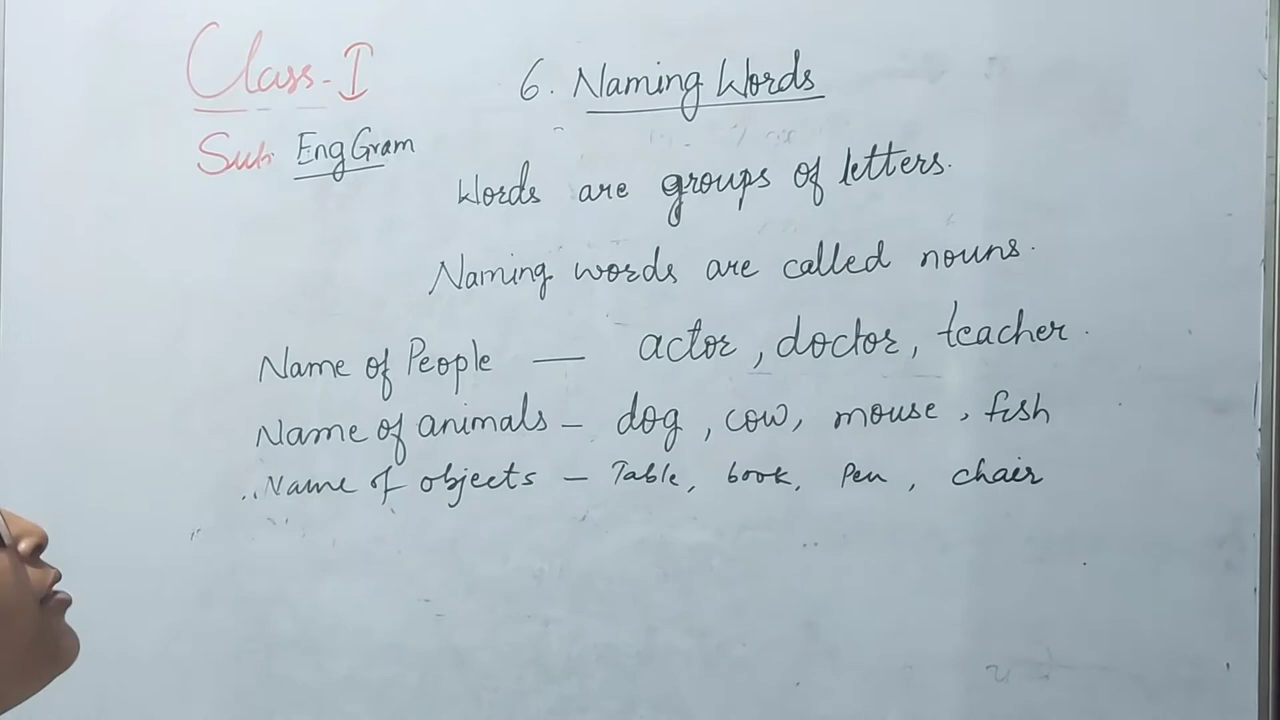 Class-I
6. Naming Words
Sub: Eng Gram
Words are groups of letters.
Naming words are called nouns.
Name of People — actor, doctor, teacher.
Name of animals - dog, cow, mouse, fish
Name of objects - Table, book, Pen, chair